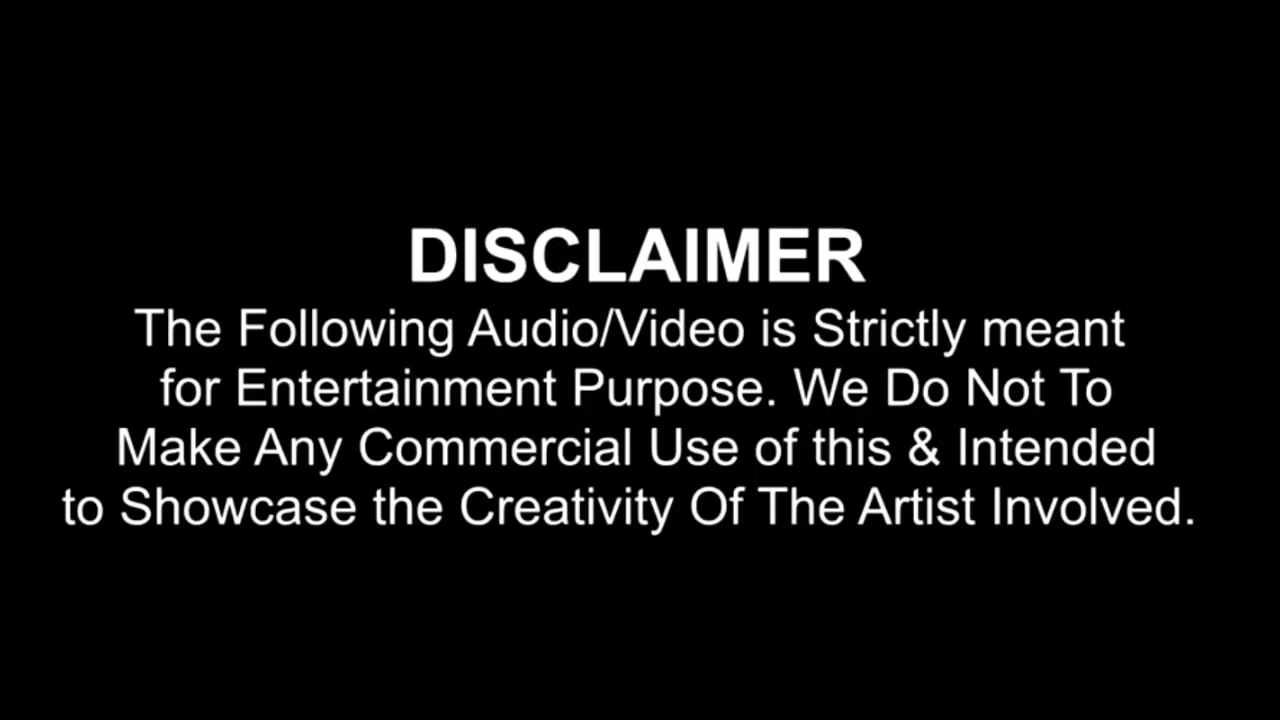 DISCLAIMER
The Following Audio/Video is Strictly meant
for Entertainment Purpose. We Do Not To
Make Any Commercial Use of this & Intended
to Showcase the Creativity Of The Artist Involved.